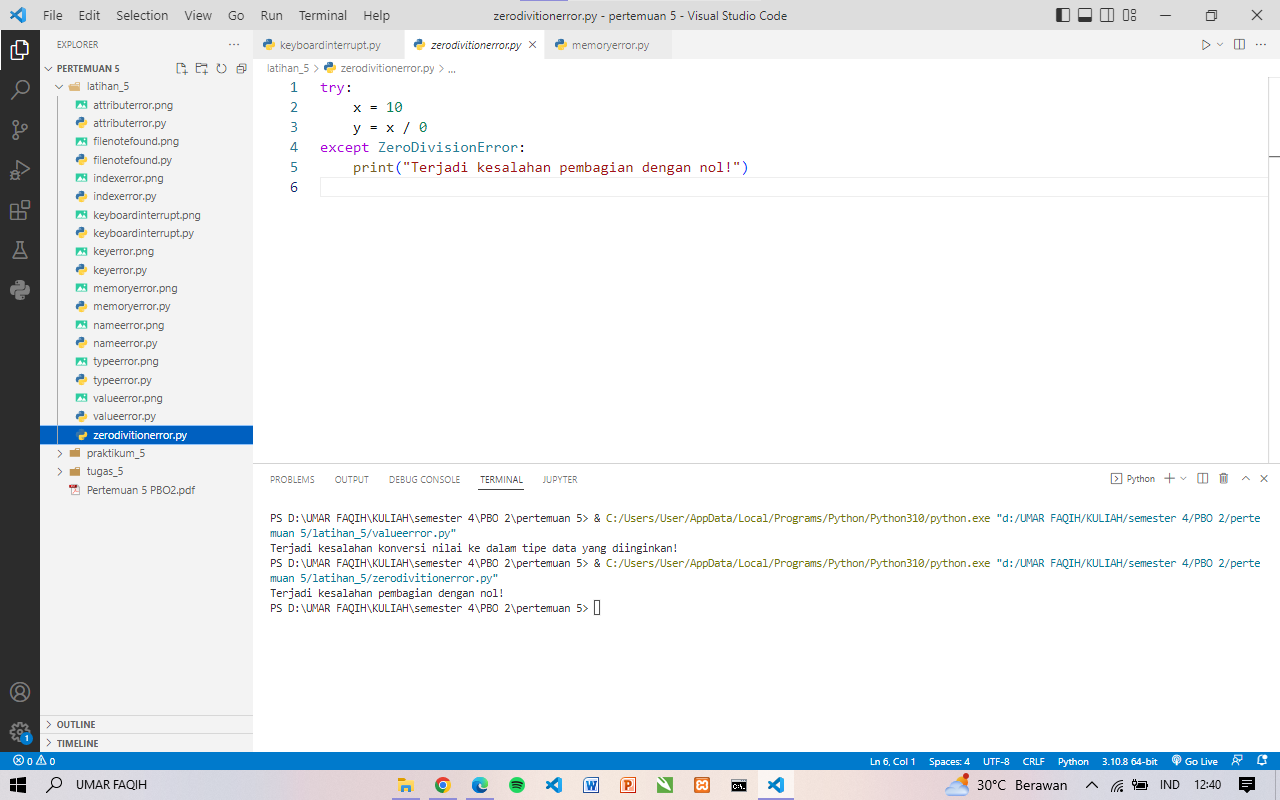 File Edit Selection View Go Run Terminal Help
zerodivitionerror.py - pertemuan 5 - Visual Studio Code
EXPLORER
PERTEMUAN 5
latihan_5
attributerror.png
attributerror.py
filenotefound.png
filenotefound.py
indexerror.png
indexerror.py
keyboardinterrupt.png
keyboardinterrupt.py
keyerror.png
keyerror.py
memoryerror.png
memoryerror.py
nameerror.png
nameerror.py
typeerror.png
typeerror.py
valueerror.png
valueerror.py
zerodivitionerror.py
praktikum_5
tugas_5
Pertemuan 5 PBO2.pdf
OUTLINE
TIMELINE
keyboardinterrupt.py zerodivitionerror.py memoryerror.py
latihan_5 > zerodivitionerror.py > ...
1 try:
2     x = 10
3     y = x / 0
4 except ZeroDivisionError:
5     print("Terjadi kesalahan pembagian dengan nol!")
6
PROBLEMS OUTPUT DEBUG CONSOLE TERMINAL JUPYTER
Python
PS D:\UMAR FAQIH\KULIAH\semester 4\PBO 2\pertemuan 5> & C:/Users/User/AppData/Local/Programs/Python/Python310/python.exe "d:/UMAR FAQIH/KULIAH/semester 4/PBO 2/perte
muan 5/latihan_5/valueerror.py"
Terjadi kesalahan konversi nilai ke dalam tipe data yang diinginkan!
PS D:\UMAR FAQIH\KULIAH\semester 4\PBO 2\pertemuan 5> & C:/Users/User/AppData/Local/Programs/Python/Python310/python.exe "d:/UMAR FAQIH/KULIAH/semester 4/PBO 2/perte
muan 5/latihan_5/zerodivitionerror.py"
Terjadi kesalahan pembagian dengan nol!
PS D:\UMAR FAQIH\KULIAH\semester 4\PBO 2\pertemuan 5>
1
0 0 Ln 6, Col 1 Spaces: 4 UTF-8 CRLF Python 3.10.8 64-bit Go Live
UMAR FAQIH 30°C Berawan IND 12:40